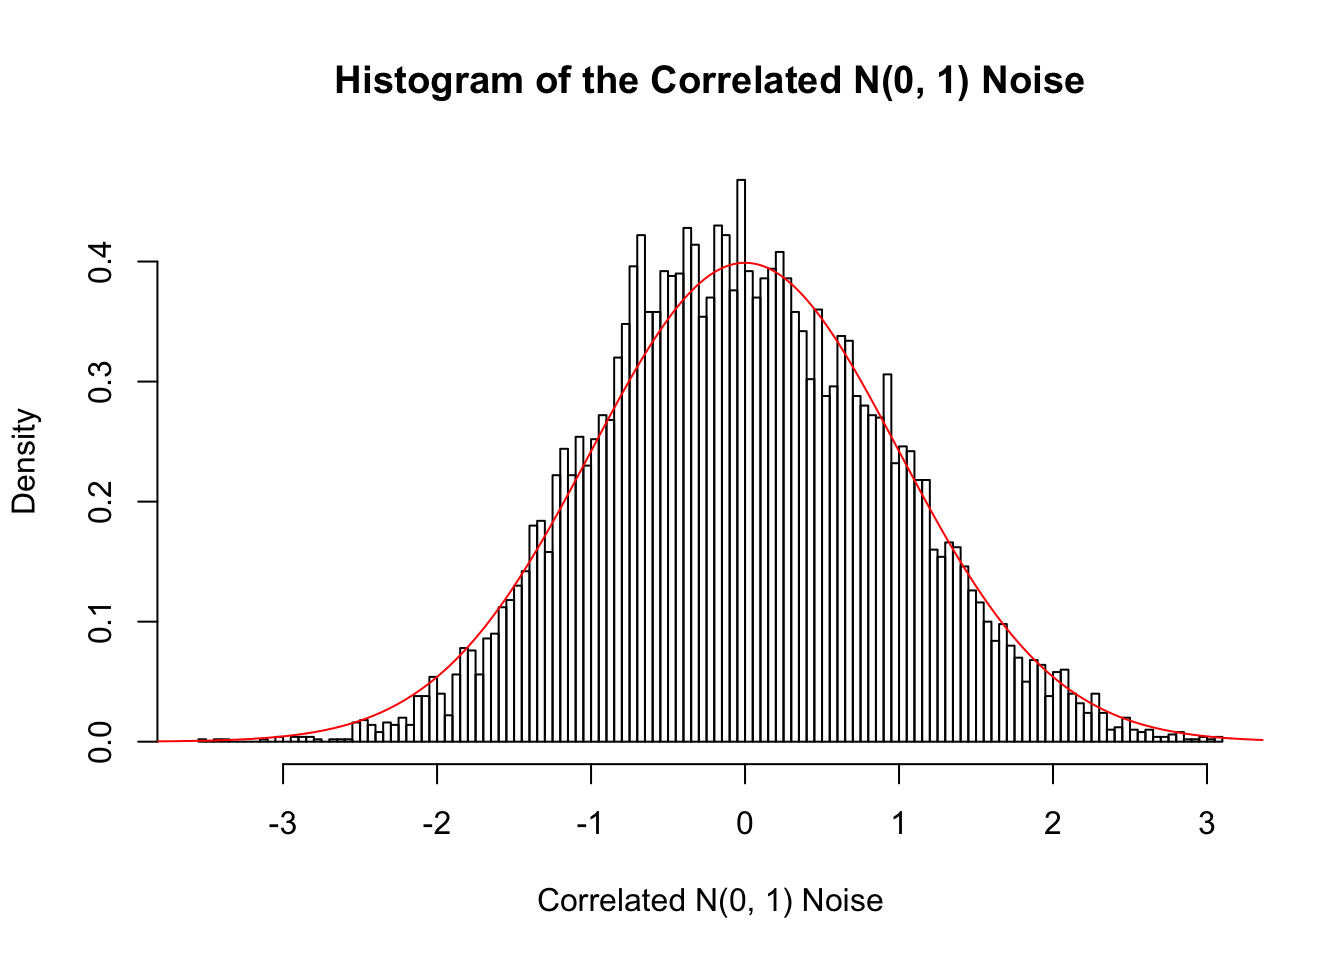 Histogram of the Correlated N(0, 1) Noise
Density
0.4
0.3
0.2
0.1
0.0
-3 -2 -1 0 1 2 3
Correlated N(0, 1) Noise